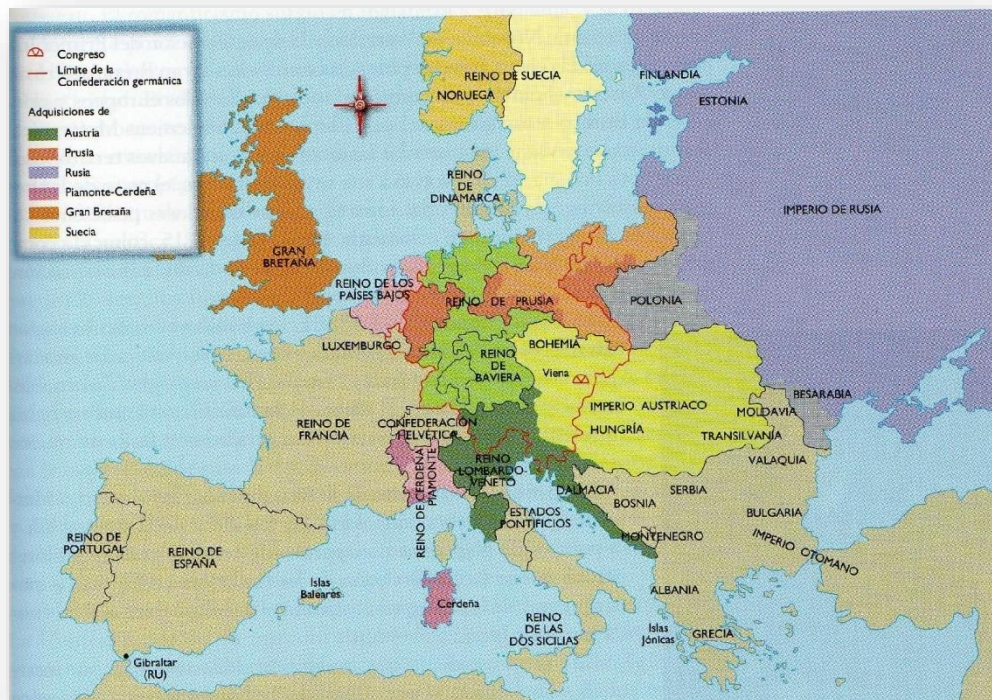 Congreso
Límite de la
Confederación germánica
Adquisiciones de
Austria
Prusia
Rusia
Piamonte-Cerdeña
Gran Bretaña
Suecia
REINO DE SUECIA
NORUEGA
FINLANDIA
ESTONIA
REINO
DE
DINAMARCA
IMPERIO DE RUSIA
GRAN
BRETAÑA
REINO DE LOS
PAÍSES BAJOS
REINO DE PRUSIA
POLONIA
LUXEMBURGO
BOHEMIA
REINO
DE
BAVIERA
Viena
BESARABIA
IMPERIO AUSTRIACO
MOLDAVIA
REINO DE
FRANCIA
CONFEDERACIÓN
HELVETICA
HUNGRÍA
TRANSILVANÍA
VALAQUIA
REINO DE CERDEÑA
PIAMONTE
REINO
LOMBARDO-
VENETO
DALMACIA
BOSNIA
SERBIA
BULGARIA
ESTADOS
PONTIFICIOS
MONTENEGRO
IMPERIO OTOMANO
REINO DE
PORTUGAL
REINO DE
ESPAÑA
ALBANIA
Islas
Baleares
Cerdeña
REINO
DE LAS
DOS SICILIAS
Islas
Jónicas
GRECIA
Gibraltar
(RU)